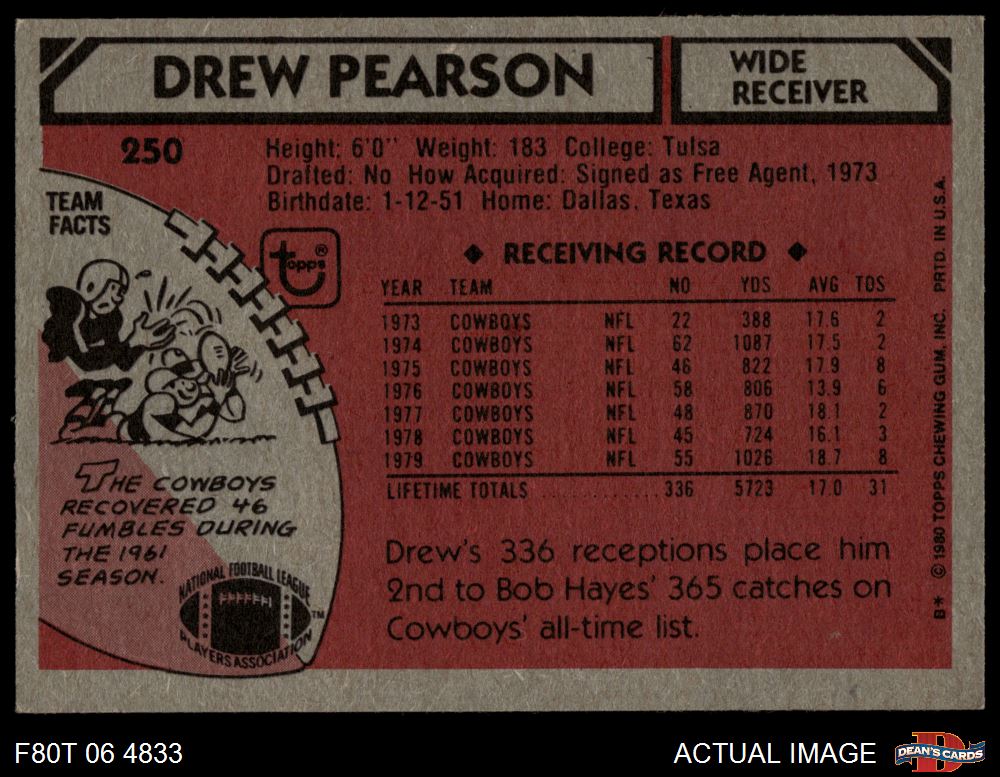 DREW PEARSON
WIDE
RECEIVER
250
Height: 6'0" Weight: 183 College: Tulsa
Drafted: No How Acquired: Signed as Free Agent, 1973
Birthdate: 1-12-51 Home: Dallas, Texas
TEAM
FACTS
topps®
◆ RECEIVING RECORD ◆
YEAR TEAM NO YDS AVG TDS
1973 COWBOYS NFL 22 388 17.6 2
1974 COWBOYS NFL 62 1087 17.5 2
1975 COWBOYS NFL 46 822 17.9 8
1976 COWBOYS NFL 58 806 13.9 6
1977 COWBOYS NFL 48 870 18.1 2
1978 COWBOYS NFL 45 724 16.1 3
1979 COWBOYS NFL 55 1026 18.7 8
LIFETIME TOTALS ............ 336 5723 17.0 31
THE COWBOYS
RECOVERED 46
FUMBLES DURING
THE 1961
SEASON.
NATIONAL FOOTBALL LEAGUE
PLAYERS ASSOCIATION
TM
Drew's 336 receptions place him
2nd to Bob Hayes' 365 catches on
Cowboys' all-time list.
B* © 1980 TOPPS CHEWING GUM, INC. PRTD. IN U.S.A.
F80T 06 4833
ACTUAL IMAGE
D
DEAN'S CARDS